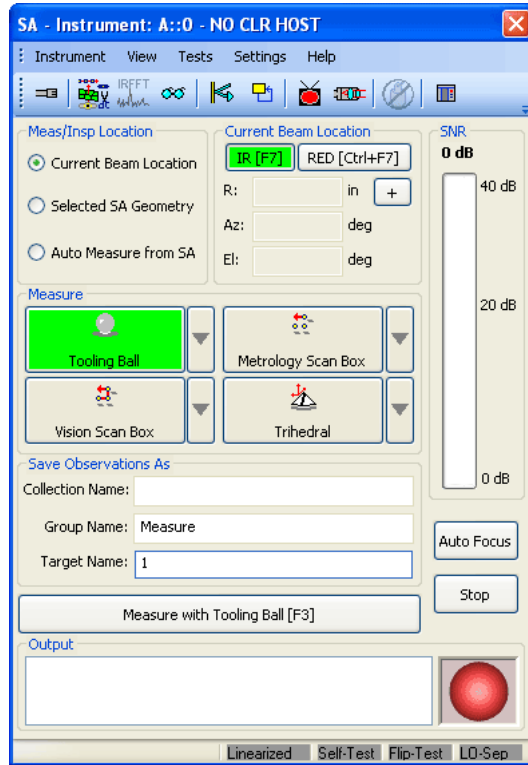 SA - Instrument: A::0 - NO CLR HOST
Instrument View Tests Settings Help
IRFFT
Meas/Insp Location
Current Beam Location
Selected SA Geometry
Auto Measure from SA
Current Beam Location
IR [F7] RED [Ctrl+F7]
R: in +
Az: deg
El: deg
SNR
0 dB
40 dB
20 dB
0 dB
Measure
Tooling Ball
Metrology Scan Box
Vision Scan Box
Trihedral
Save Observations As
Collection Name:
Group Name: Measure
Target Name: 1
Auto Focus
Stop
Measure with Tooling Ball [F3]
Output
Linearized Self-Test Flip-Test LO-Sep